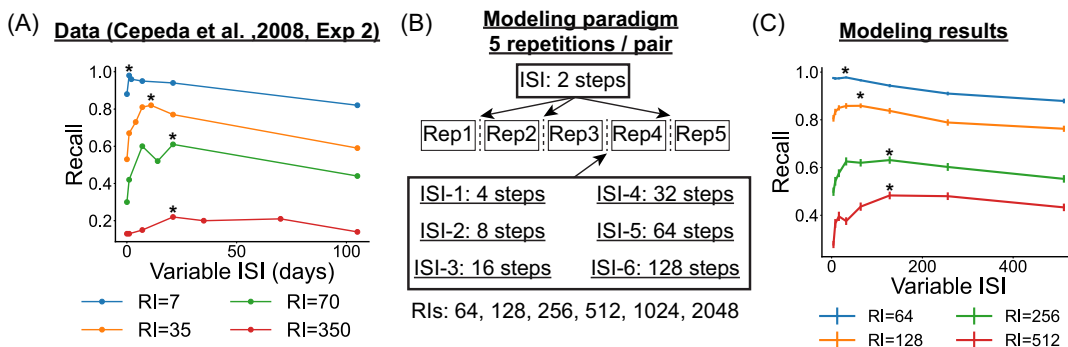 (A)
Data (Cepeda et al. ,2008, Exp 2)
1.0
0.8
0.6
0.4
0.2
Recall
0
50
100
Variable ISI (days)
RI=7
RI=70
RI=35
RI=350
*
*
*
*
(B)
Modeling paradigm
5 repetitions / pair
ISI: 2 steps
Rep1 Rep2 Rep3 Rep4 Rep5
ISI-1: 4 steps
ISI-4: 32 steps
ISI-2: 8 steps
ISI-5: 64 steps
ISI-3: 16 steps
ISI-6: 128 steps
RIs: 64, 128, 256, 512, 1024, 2048
(C)
Modeling results
1.0
0.8
0.6
0.4
Recall
0
200
400
Variable ISI
RI=64
RI=256
RI=128
RI=512
*
*
*
*